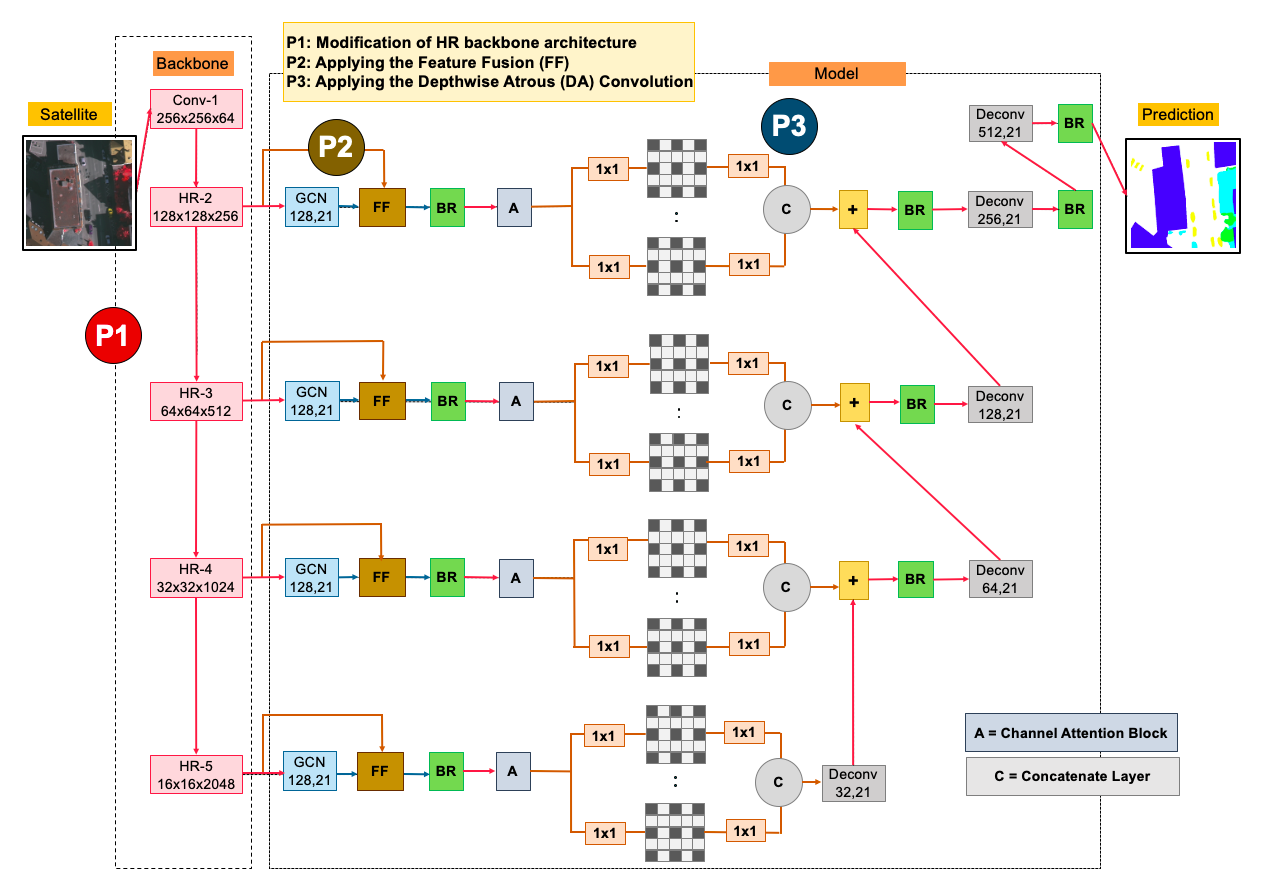 P1: Modification of HR backbone architecture
P2: Applying the Feature Fusion (FF)
P3: Applying the Depthwise Atrous (DA) Convolution
Backbone
Model
Satellite
Prediction
P1
P2
P3
Conv-1
256x256x64
Deconv
512,21
BR
HR-2
128x128x256
GCN
128,21
FF
BR
A
1x1
1x1
:
1x1
1x1
C
+
BR
Deconv
256,21
BR
HR-3
64x64x512
GCN
128,21
FF
BR
A
1x1
1x1
:
1x1
1x1
C
+
BR
Deconv
128,21
HR-4
32x32x1024
GCN
128,21
FF
BR
A
1x1
1x1
:
1x1
1x1
C
+
BR
Deconv
64,21
HR-5
16x16x2048
GCN
128,21
FF
BR
A
1x1
1x1
:
1x1
1x1
C
Deconv
32,21
A = Channel Attention Block
C = Concatenate Layer